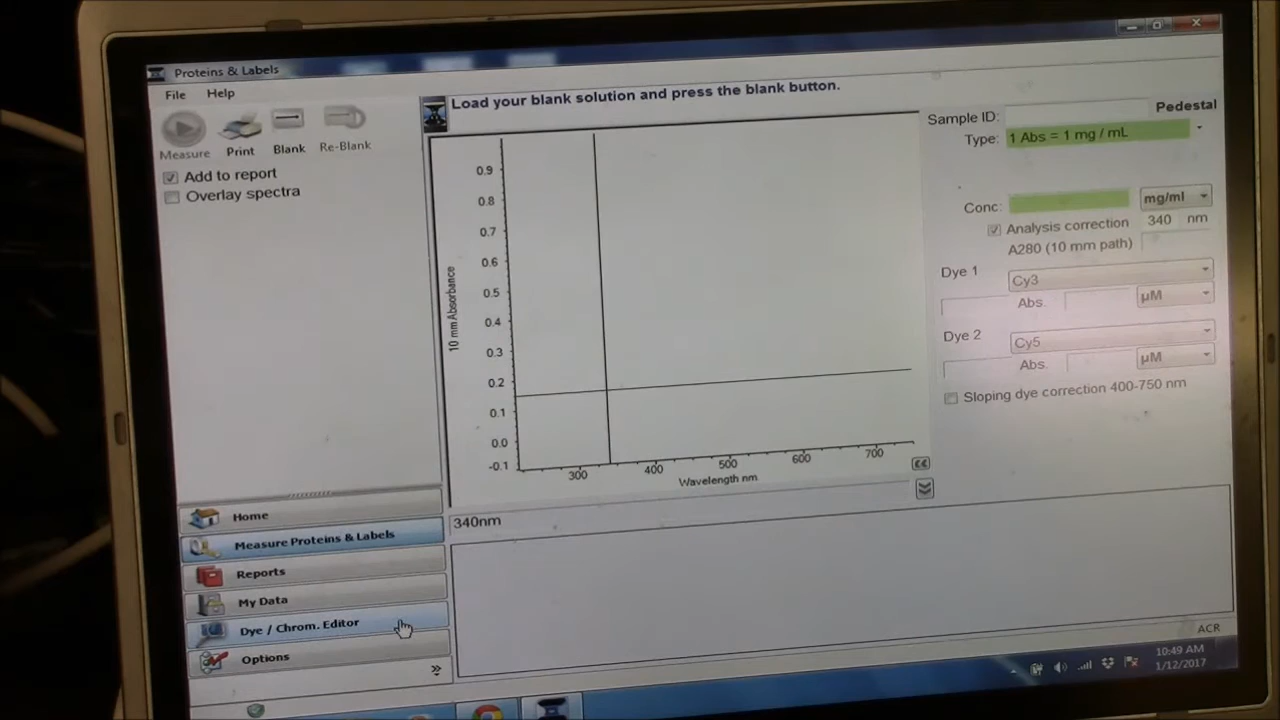 Proteins & Labels
File Help
Load your blank solution and press the blank button.
Measure Print Blank Re-Blank
Add to report
Overlay spectra
Sample ID: Pedestal
Type: 1 Abs = 1 mg / mL
Conc: mg/ml
Analysis correction 340 nm
A280 (10 mm path)
Dye 1
Cy3
Abs. µM
Dye 2
Cy5
Abs. µM
Sloping dye correction 400-750 nm
10 mm Absorbance
0.9
0.8
0.7
0.6
0.5
0.4
0.3
0.2
0.1
0.0
-0.1
300 400 500 600 700
Wavelength nm
340nm
Home
Measure Proteins & Labels
Reports
My Data
Dye / Chrom. Editor
Options
ACR
10:49 AM
1/12/2017